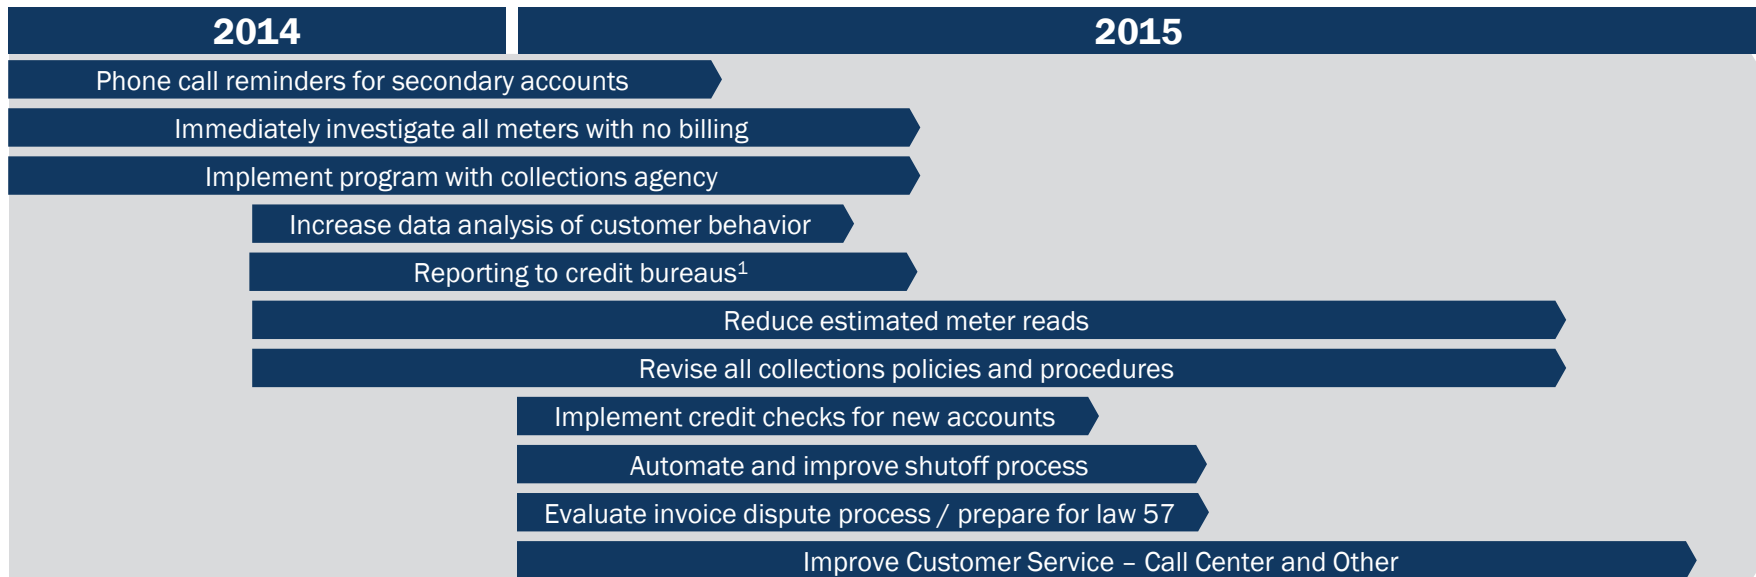 2014 2015
Phone call reminders for secondary accounts
Immediately investigate all meters with no billing
Implement program with collections agency
Increase data analysis of customer behavior
Reporting to credit bureaus¹
Reduce estimated meter reads
Revise all collections policies and procedures
Implement credit checks for new accounts
Automate and improve shutoff process
Evaluate invoice dispute process / prepare for law 57
Improve Customer Service – Call Center and Other